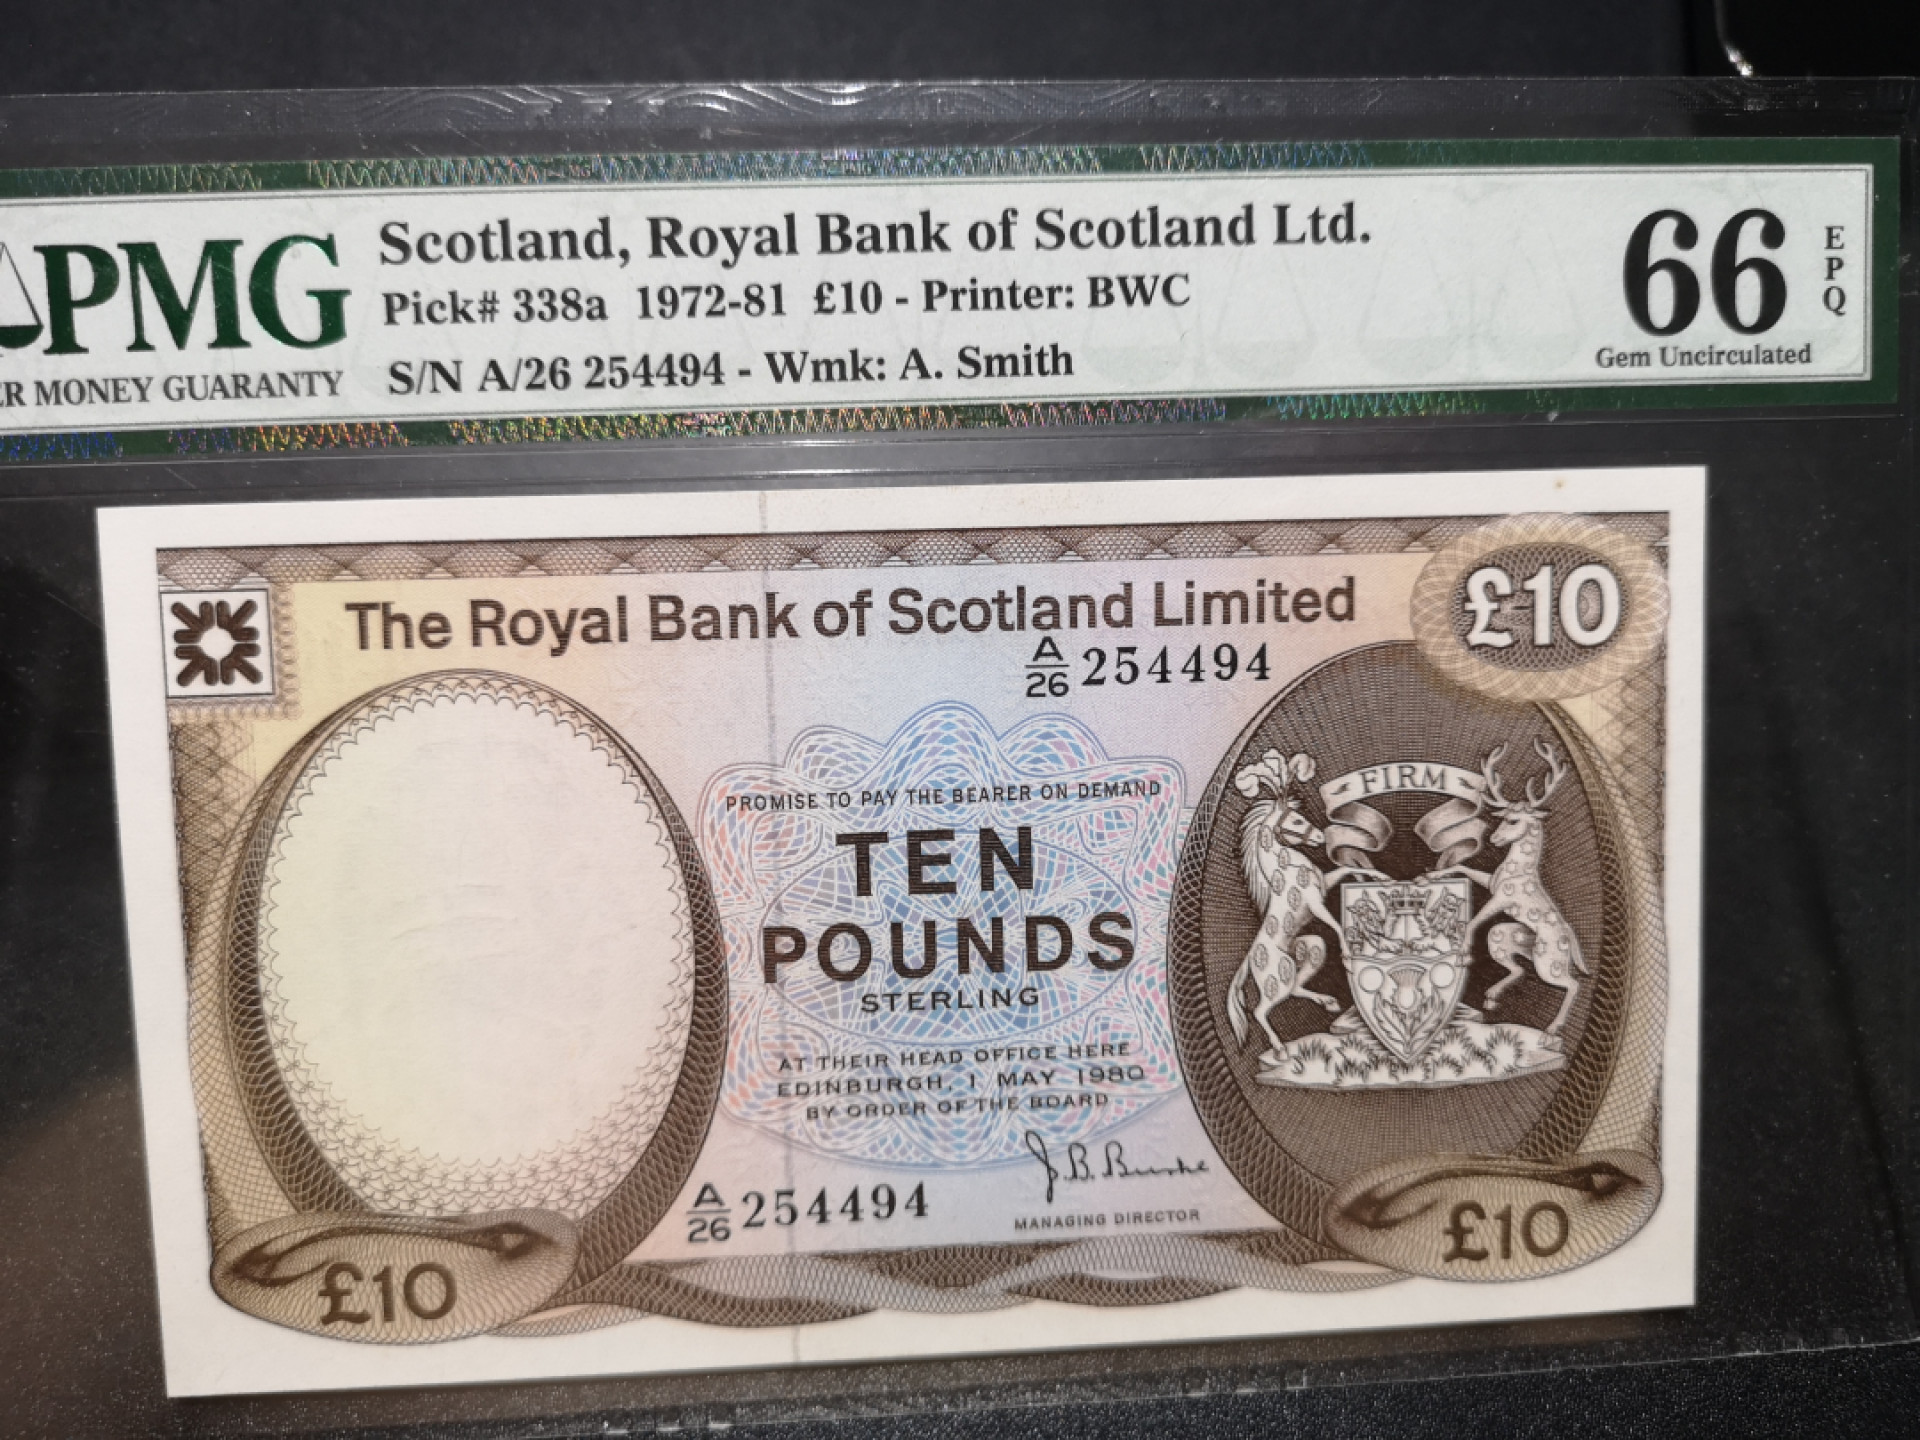 PMG
ER MONEY GUARANTY
Scotland, Royal Bank of Scotland Ltd.
Pick# 338a 1972-81 £10 - Printer: BWC
S/N A/26 254494 - Wmk: A. Smith
66
EPQ
Gem Uncirculated
The Royal Bank of Scotland Limited
£10
A/26 254494
FIRM
PROMISE TO PAY THE BEARER ON DEMAND
TEN
POUNDS
STERLING
AT THEIR HEAD OFFICE HERE
EDINBURGH, 1 MAY 1980
BY ORDER OF THE BOARD
J.B. Burke
A/26 254494
MANAGING DIRECTOR
£10
£10